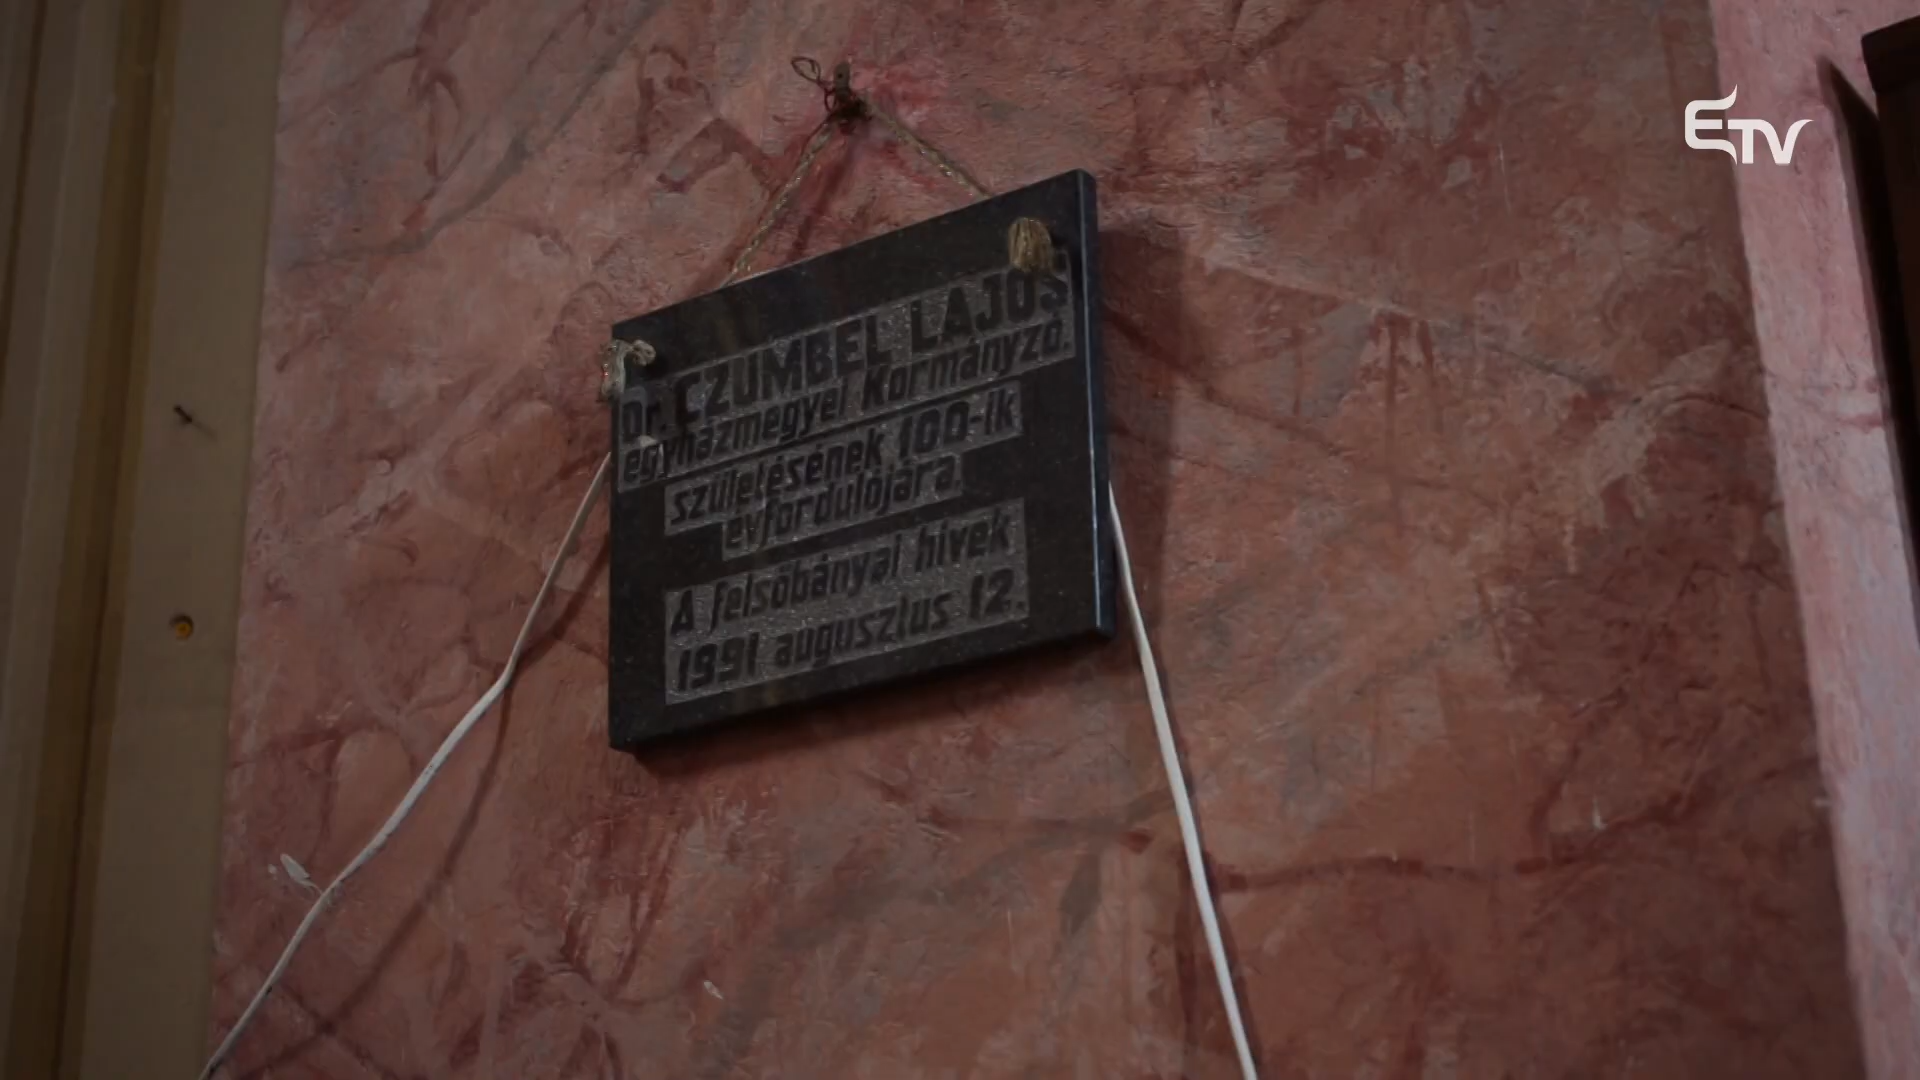 ETV
Dr. CZUMBEL LAJOS
egyházmegyei Kormányzó.
születésének 100-ik
évfordulójára.
A felsőbányai hívek
1991 augusztus 12.